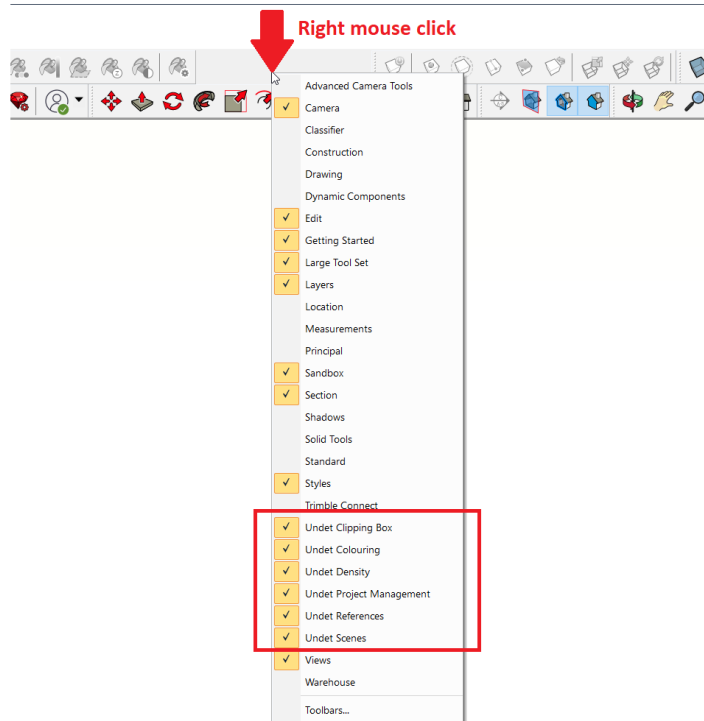 Right mouse click
Advanced Camera Tools
Camera
Classifier
Construction
Drawing
Dynamic Components
Edit
Getting Started
Large Tool Set
Layers
Location
Measurements
Principal
Sandbox
Section
Shadows
Solid Tools
Standard
Styles
Trimble Connect
Undet Clipping Box
Undet Colouring
Undet Density
Undet Project Management
Undet References
Undet Scenes
Views
Warehouse
Toolbars...